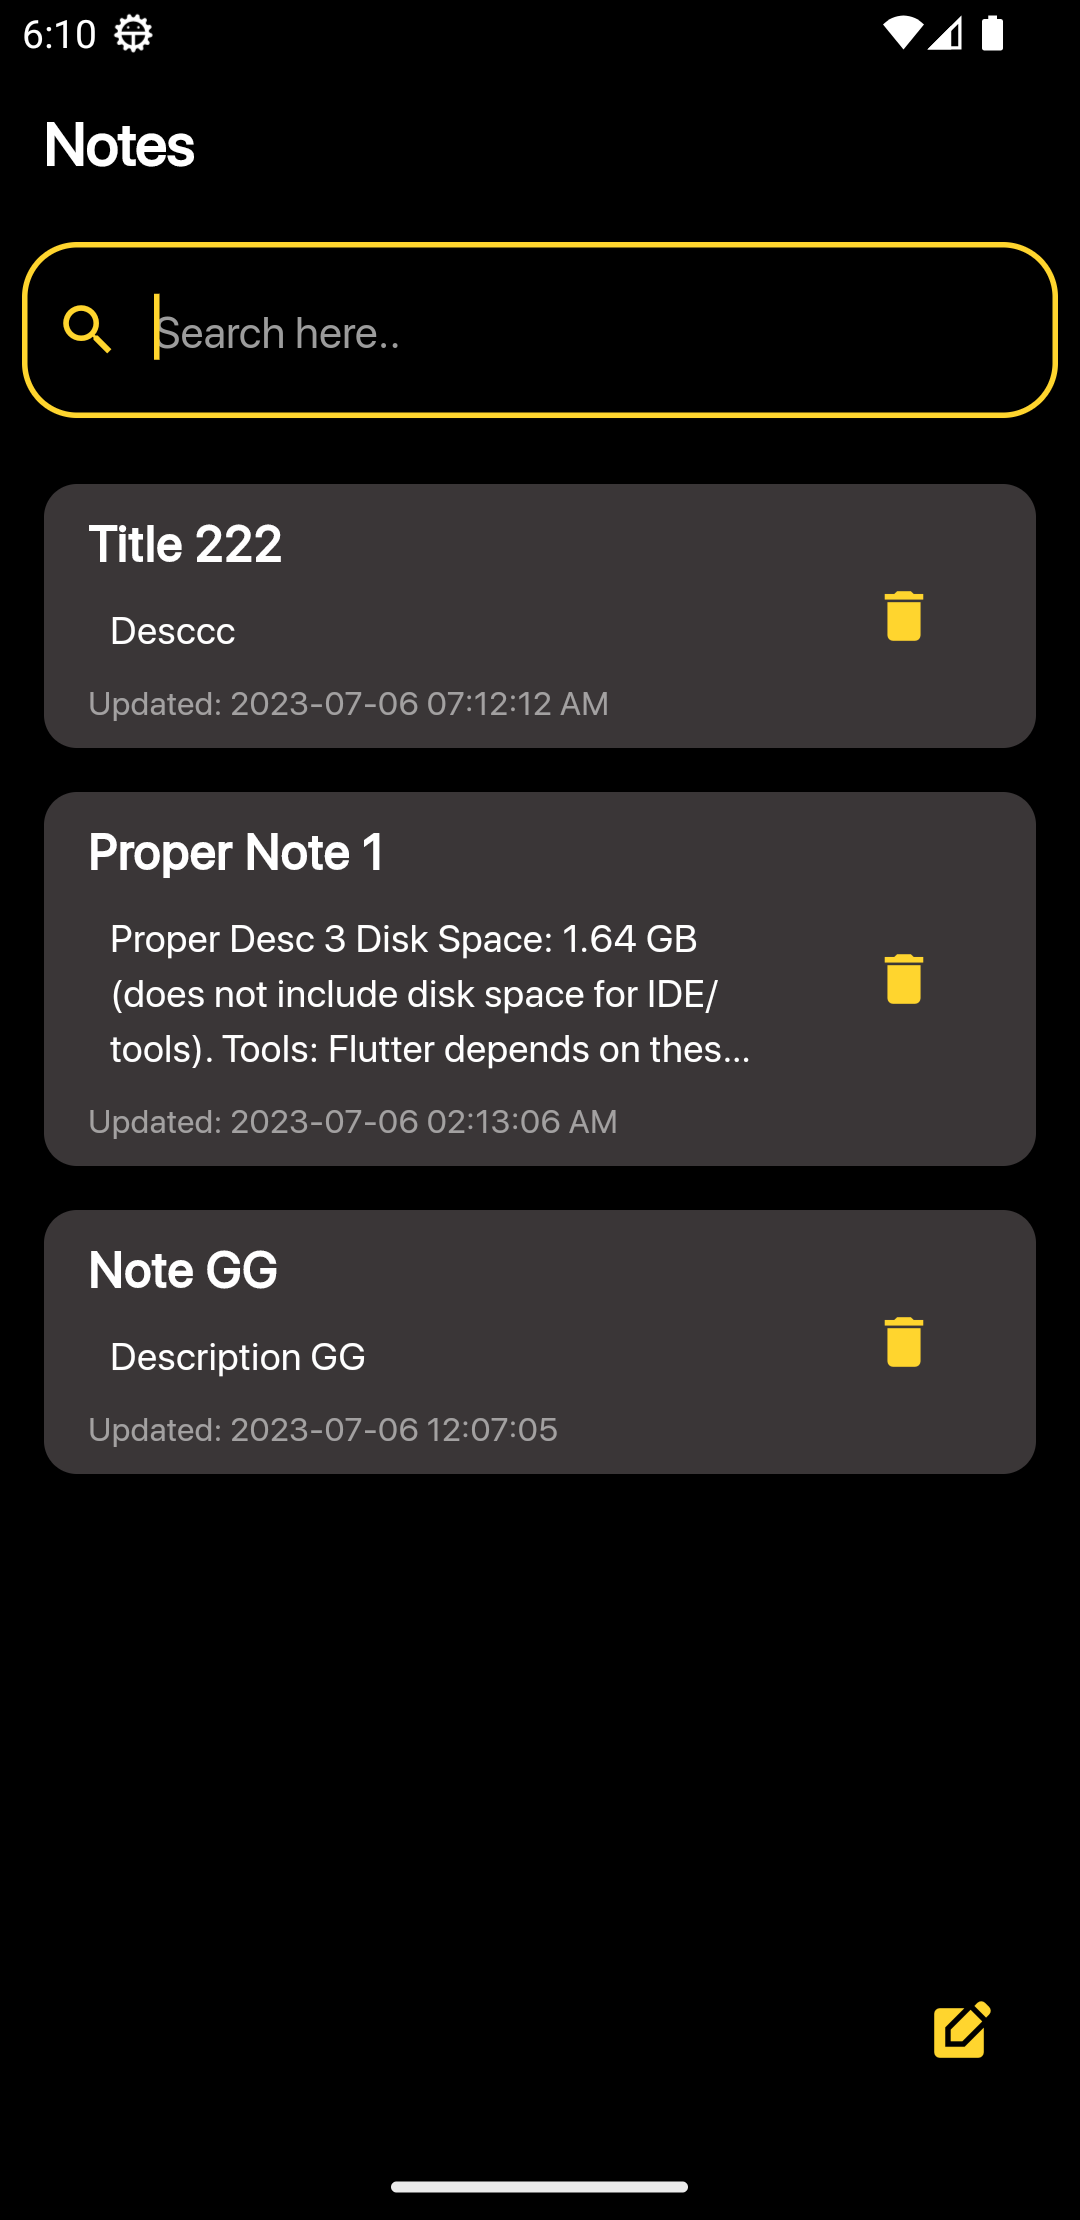 6:10
Notes
Search here..
Title 222
Desccc
Updated: 2023-07-06 07:12:12 AM
Proper Note 1
Proper Desc 3 Disk Space: 1.64 GB
(does not include disk space for IDE/
tools). Tools: Flutter depends on thes...
Updated: 2023-07-06 02:13:06 AM
Note GG
Description GG
Updated: 2023-07-06 12:07:05